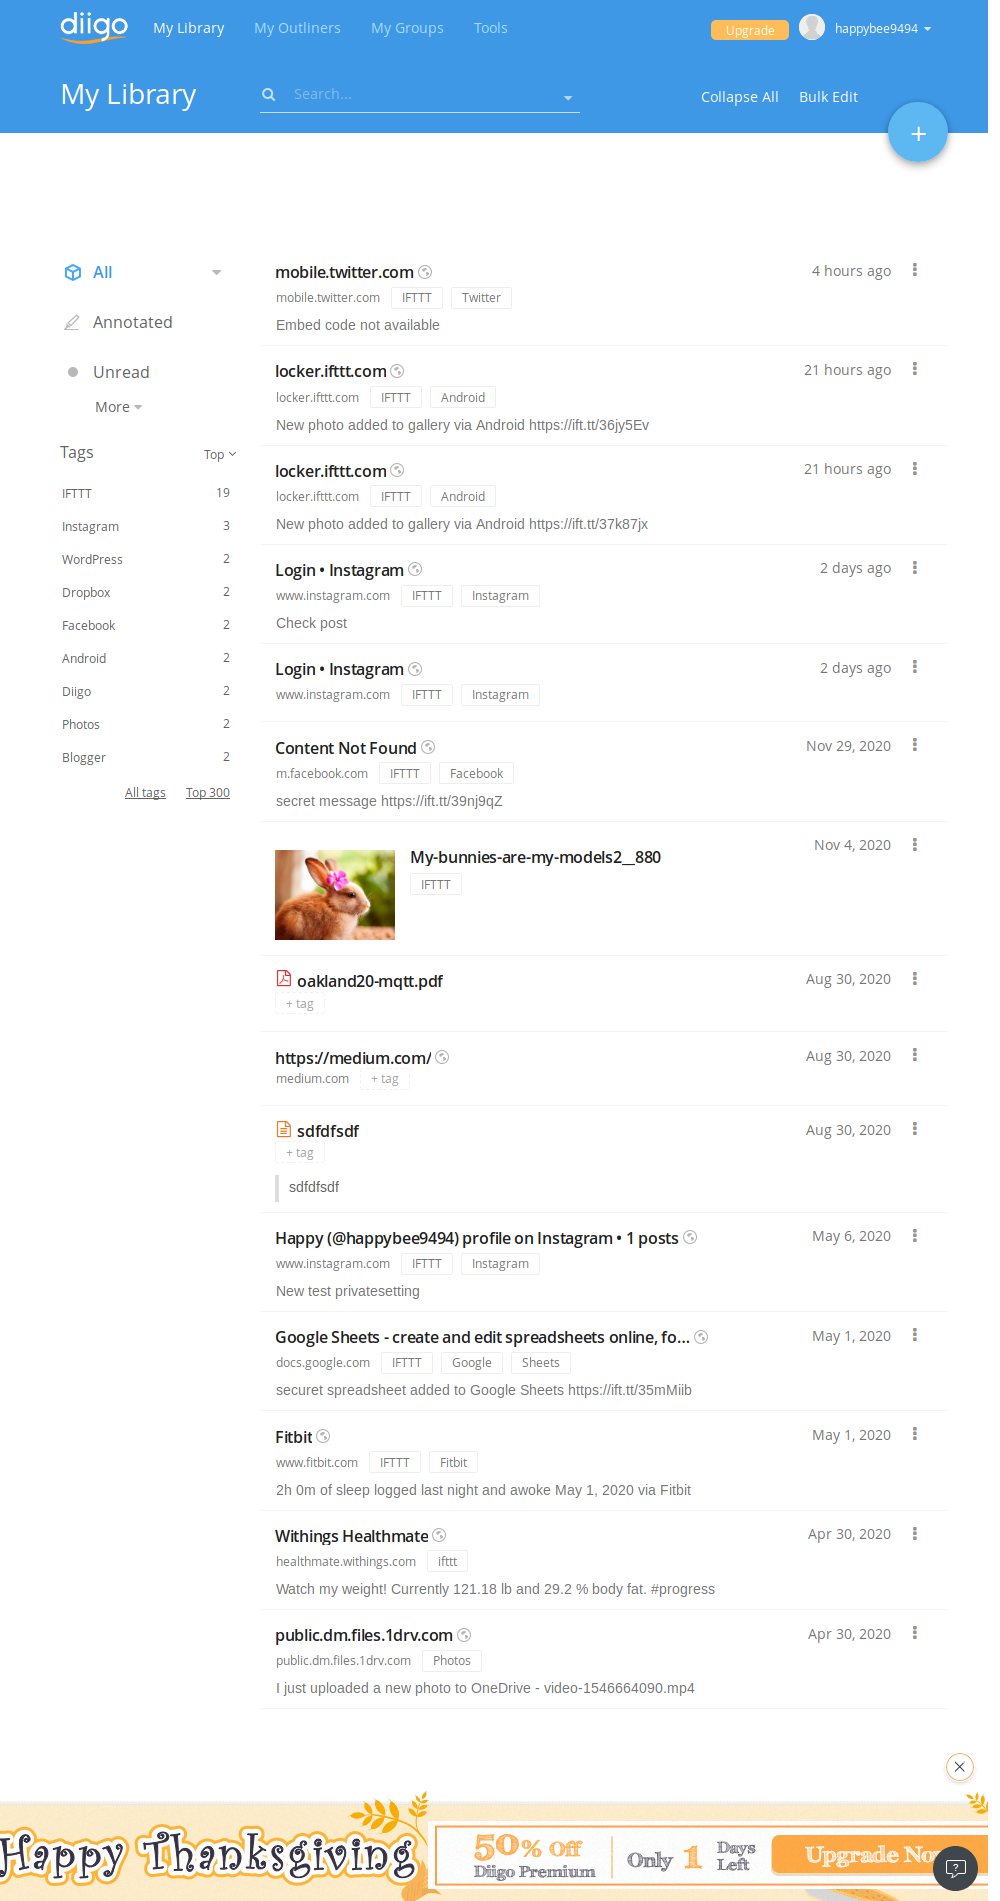 diigo My Library My Outliners My Groups Tools Upgrade happybee9494
My Library Search... Collapse All Bulk Edit
+
All
Annotated
Unread
More
Tags Top
IFTTT 19
Instagram 3
WordPress 2
Dropbox 2
Facebook 2
Android 2
Diigo 2
Photos 2
Blogger 2
All tags Top 300
mobile.twitter.com 4 hours ago
mobile.twitter.com IFTTT Twitter
Embed code not available
locker.ifttt.com 21 hours ago
locker.ifttt.com IFTTT Android
New photo added to gallery via Android https://ift.tt/36jy5Ev
locker.ifttt.com 21 hours ago
locker.ifttt.com IFTTT Android
New photo added to gallery via Android https://ift.tt/37k87jx
Login • Instagram 2 days ago
www.instagram.com IFTTT Instagram
Check post
Login • Instagram 2 days ago
www.instagram.com IFTTT Instagram
Content Not Found Nov 29, 2020
m.facebook.com IFTTT Facebook
secret message https://ift.tt/39nj9qZ
My-bunnies-are-my-models2__880 Nov 4, 2020
IFTTT
oakland20-mqtt.pdf Aug 30, 2020
+ tag
https://medium.com/ Aug 30, 2020
medium.com + tag
sdfdfsdf Aug 30, 2020
+ tag
sdfdfsdf
Happy (@happybee9494) profile on Instagram • 1 posts May 6, 2020
www.instagram.com IFTTT Instagram
New test privatesetting
Google Sheets - create and edit spreadsheets online, fo... May 1, 2020
docs.google.com IFTTT Google Sheets
securet spreadsheet added to Google Sheets https://ift.tt/35mMiib
Fitbit May 1, 2020
www.fitbit.com IFTTT Fitbit
2h 0m of sleep logged last night and awoke May 1, 2020 via Fitbit
Withings Healthmate Apr 30, 2020
healthmate.withings.com ifttt
Watch my weight! Currently 121.18 lb and 29.2 % body fat. #progress
public.dm.files.1drv.com Apr 30, 2020
public.dm.files.1drv.com Photos
I just uploaded a new photo to OneDrive - video-1546664090.mp4
Happy Thanksgiving
50% Off
Diigo Premium
Only 1 Days Left
Upgrade No